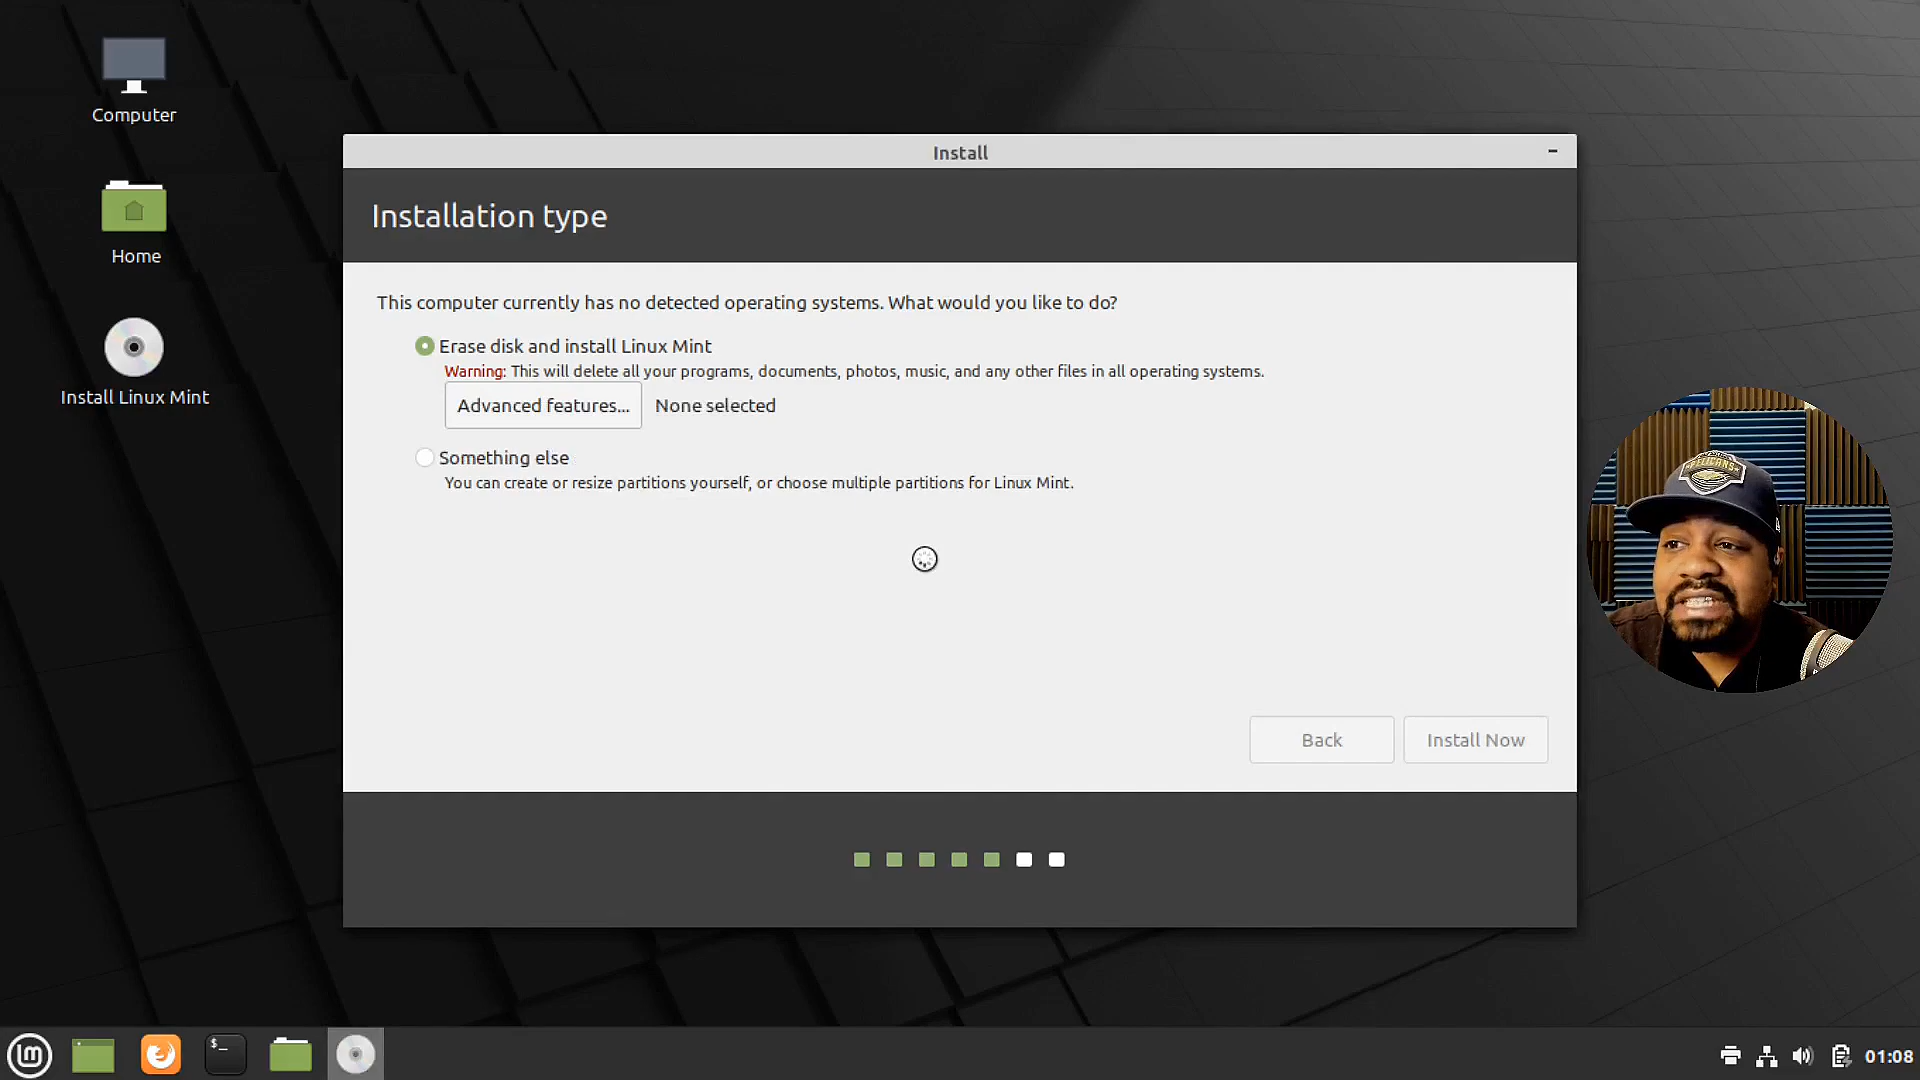 Computer
Home
Install Linux Mint
Install
Installation type
This computer currently has no detected operating systems. What would you like to do?
Erase disk and install Linux Mint
Warning: This will delete all your programs, documents, photos, music, and any other files in all operating systems.
Advanced features...
None selected
Something else
You can create or resize partitions yourself, or choose multiple partitions for Linux Mint.
Back
Install Now
PELICANS
$_
01:08